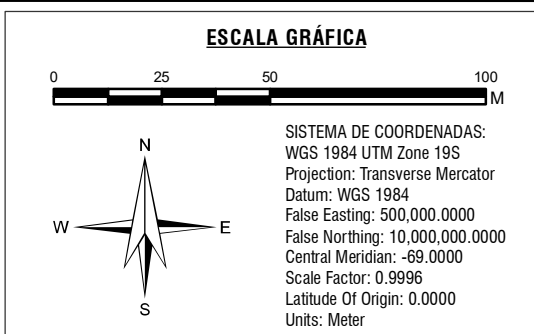 ESCALA GRÁFICA
0 25 50 100
M
N
W E
S
SISTEMA DE COORDENADAS:
WGS 1984 UTM Zone 19S
Projection: Transverse Mercator
Datum: WGS 1984
False Easting: 500,000.0000
False Northing: 10,000,000.0000
Central Meridian: -69.0000
Scale Factor: 0.9996
Latitude Of Origin: 0.0000
Units: Meter